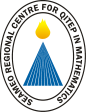 SEAMEO REGIONAL CENTRE FOR QITEP IN MATHEMATICS